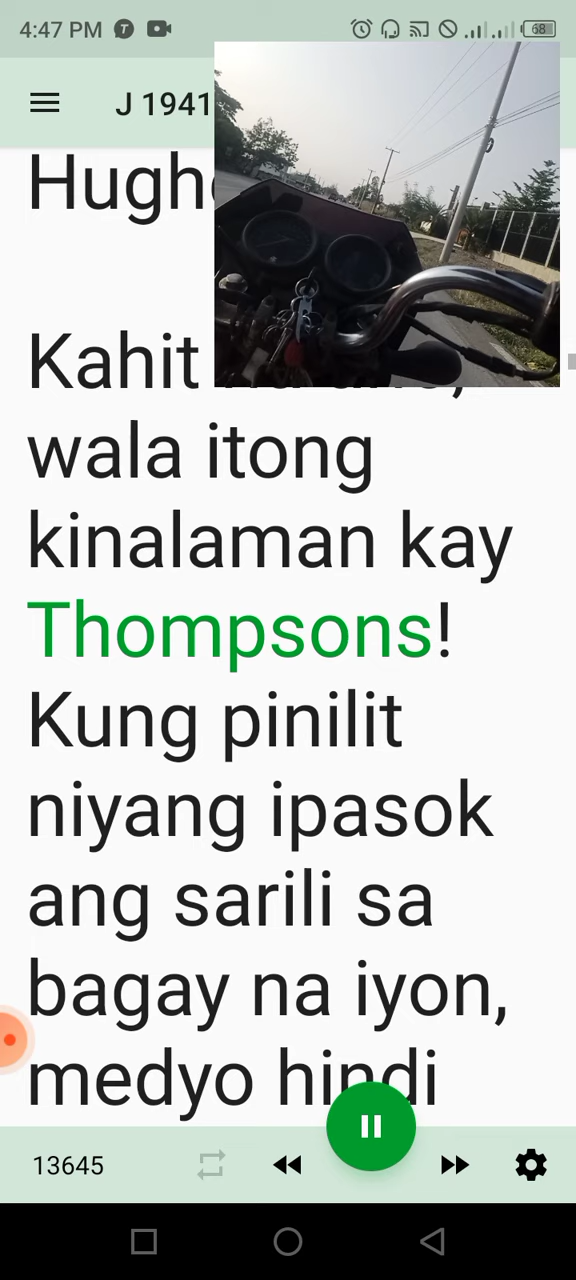 4:47 PM
68
J 1941
Hugh
Kahit
wala itong
kinalaman kay
Thompsons!
Kung pinilit
niyang ipasok
ang sarili sa
bagay na iyon,
medyo hindi
13645